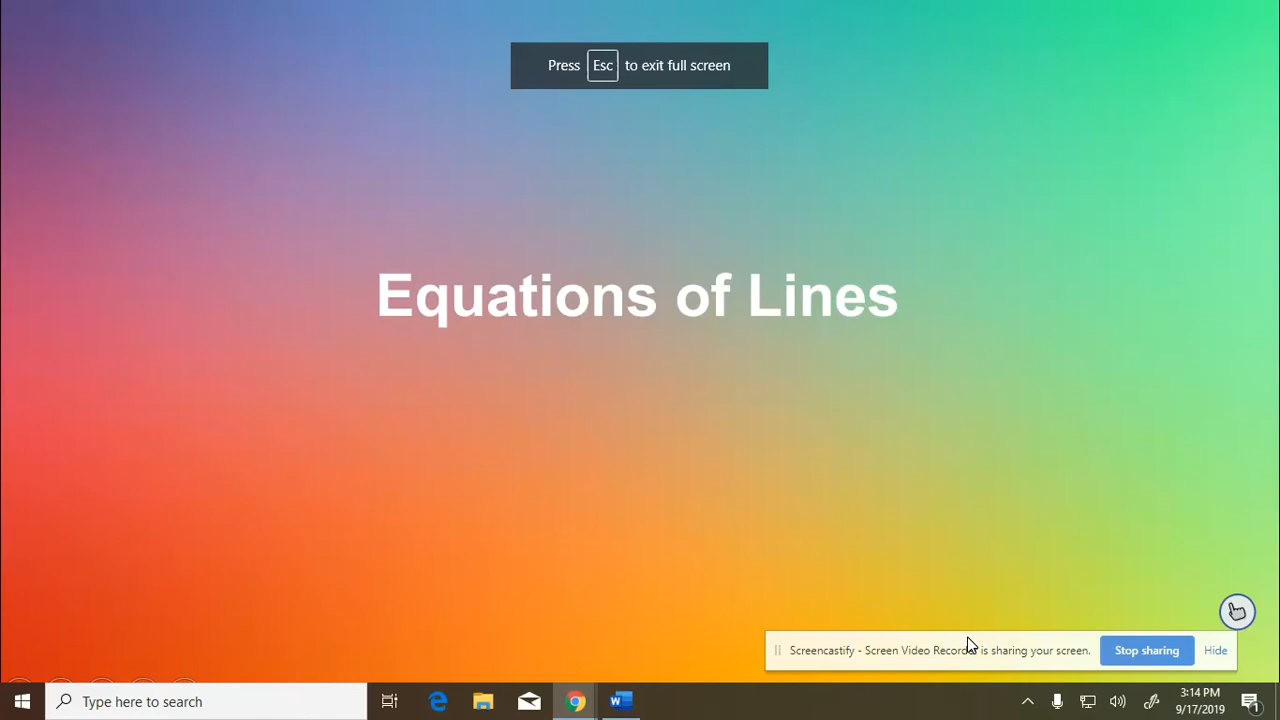 Press Esc to exit full screen
Equations of Lines
Screencastify - Screen Video Recorder is sharing your screen.
Stop sharing
Hide
Type here to search
3:14 PM
9/17/2019
1